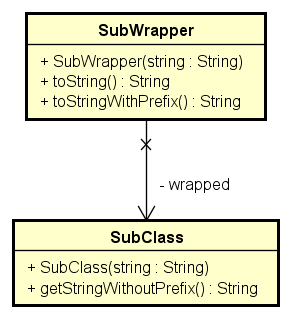 SubWrapper
+ SubWrapper(string : String)
+ toString() : String
+ toStringWithPrefix() : String
- wrapped
SubClass
+ SubClass(string : String)
+ getStringWithoutPrefix() : String